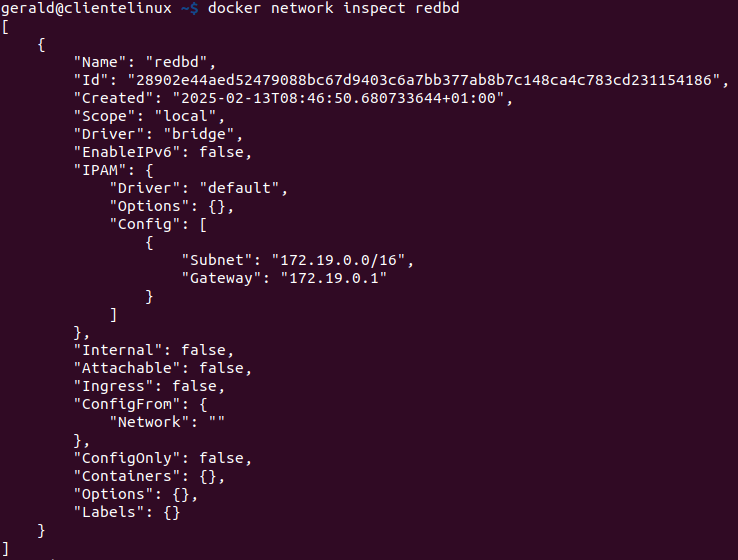 gerald@clientelinux ~$ docker network inspect redbd
[
    {
        "Name": "redbd",
        "Id": "28902e44aed52479088bc67d9403c6a7bb377ab8b7c148ca4c783cd231154186",
        "Created": "2025-02-13T08:46:50.680733644+01:00",
        "Scope": "local",
        "Driver": "bridge",
        "EnableIPv6": false,
        "IPAM": {
            "Driver": "default",
            "Options": {},
            "Config": [
                {
                    "Subnet": "172.19.0.0/16",
                    "Gateway": "172.19.0.1"
                }
            ]
        },
        "Internal": false,
        "Attachable": false,
        "Ingress": false,
        "ConfigFrom": {
            "Network": ""
        },
        "ConfigOnly": false,
        "Containers": {},
        "Options": {},
        "Labels": {}
    }
]